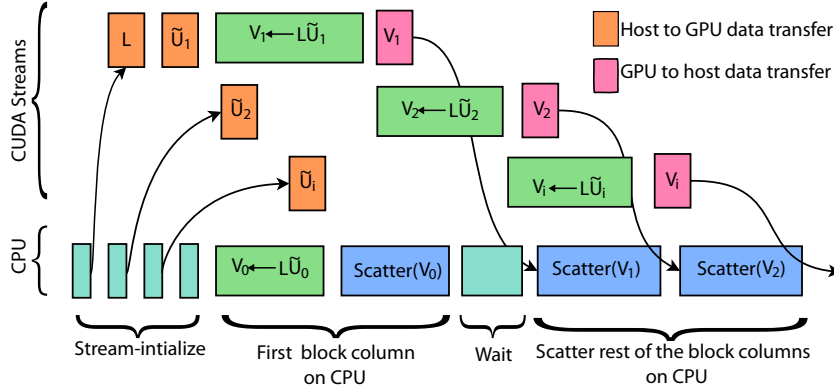 CUDA Streams
L
Ũ₁
V₁ ← LŨ₁
V₁
Host to GPU data transfer
GPU to host data transfer
Ũ₂
V₂ ← LŨ₂
V₂
Ũᵢ
Vᵢ ← LŨᵢ
Vᵢ
CPU
V₀ ← LŨ₀
Scatter(V₀)
Scatter(V₁)
Scatter(V₂)
Stream-intialize
First block column
on CPU
Wait
Scatter rest of the block columns
on CPU